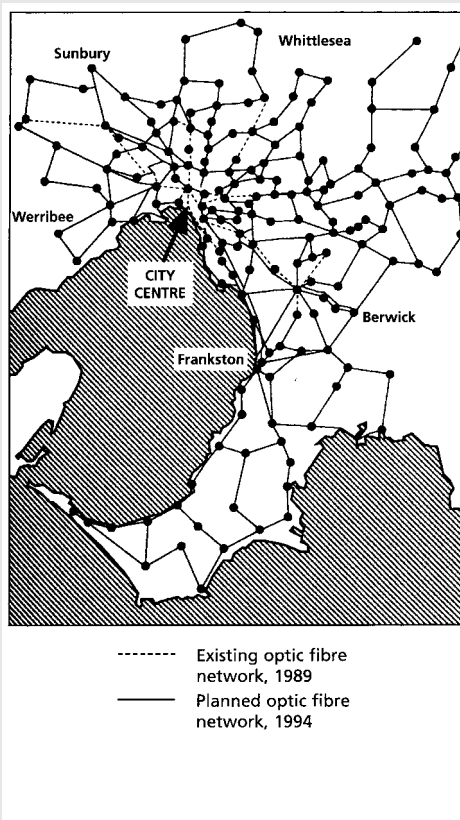 Sunbury
Whittlesea
Werribee
CITY
CENTRE
Berwick
Frankston
Existing optic fibre
network, 1989
Planned optic fibre
network, 1994